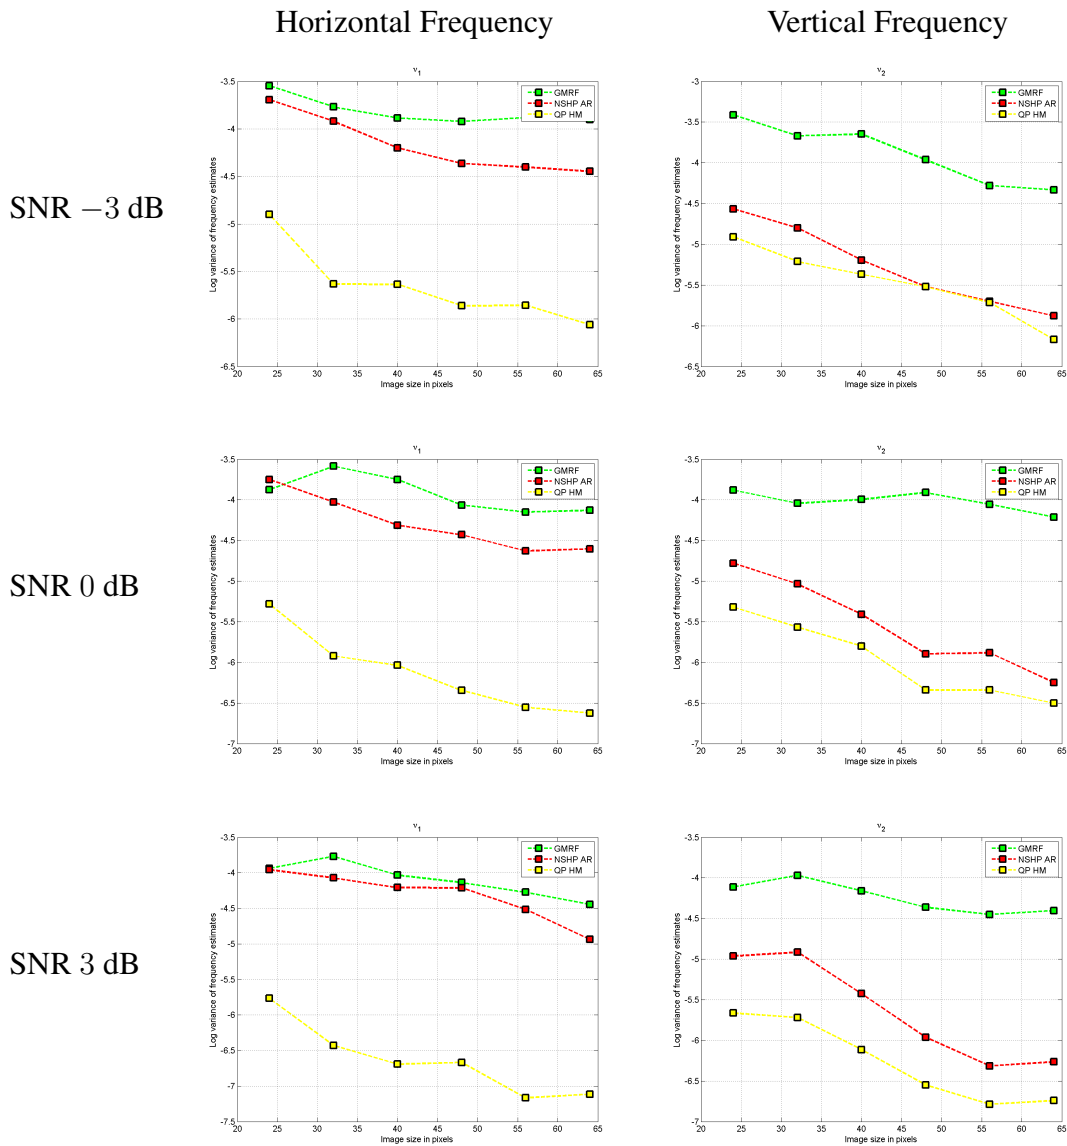 Horizontal Frequency
Vertical Frequency
SNR −3 dB
ν1
-3.5
-4
-4.5
-5
-5.5
-6
-6.5
20 25 30 35 40 45 50 55 60 65
Log variance of frequency estimates
Image size in pixels
GMRF
NSHP AR
QP HM
ν2
-3
-3.5
-4
-4.5
-5
-5.5
-6
-6.5
20 25 30 35 40 45 50 55 60 65
Log variance of frequency estimates
Image size in pixels
GMRF
NSHP AR
QP HM
SNR 0 dB
ν1
-3.5
-4
-4.5
-5
-5.5
-6
-6.5
-7
20 25 30 35 40 45 50 55 60 65
Log variance of frequency estimates
Image size in pixels
GMRF
NSHP AR
QP HM
ν2
-3.5
-4
-4.5
-5
-5.5
-6
-6.5
-7
20 25 30 35 40 45 50 55 60 65
Log variance of frequency estimates
Image size in pixels
GMRF
NSHP AR
QP HM
SNR 3 dB
ν1
-3.5
-4
-4.5
-5
-5.5
-6
-6.5
-7
-7.5
20 25 30 35 40 45 50 55 60 65
Log variance of frequency estimates
Image size in pixels
GMRF
NSHP AR
QP HM
ν2
-3.5
-4
-4.5
-5
-5.5
-6
-6.5
-7
20 25 30 35 40 45 50 55 60 65
Log variance of frequency estimates
Image size in pixels
GMRF
NSHP AR
QP HM